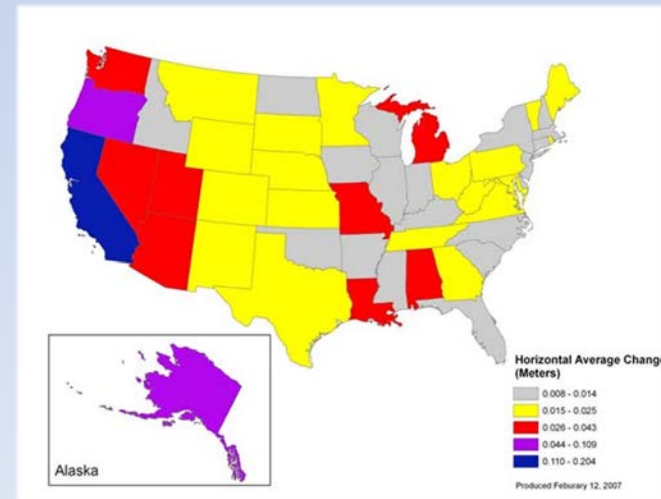 Alaska
Horizontal Average Change
(Meters)
0.008 - 0.014
0.015 - 0.025
0.026 - 0.043
0.044 - 0.109
0.110 - 0.204
Produced Feburary 12, 2007